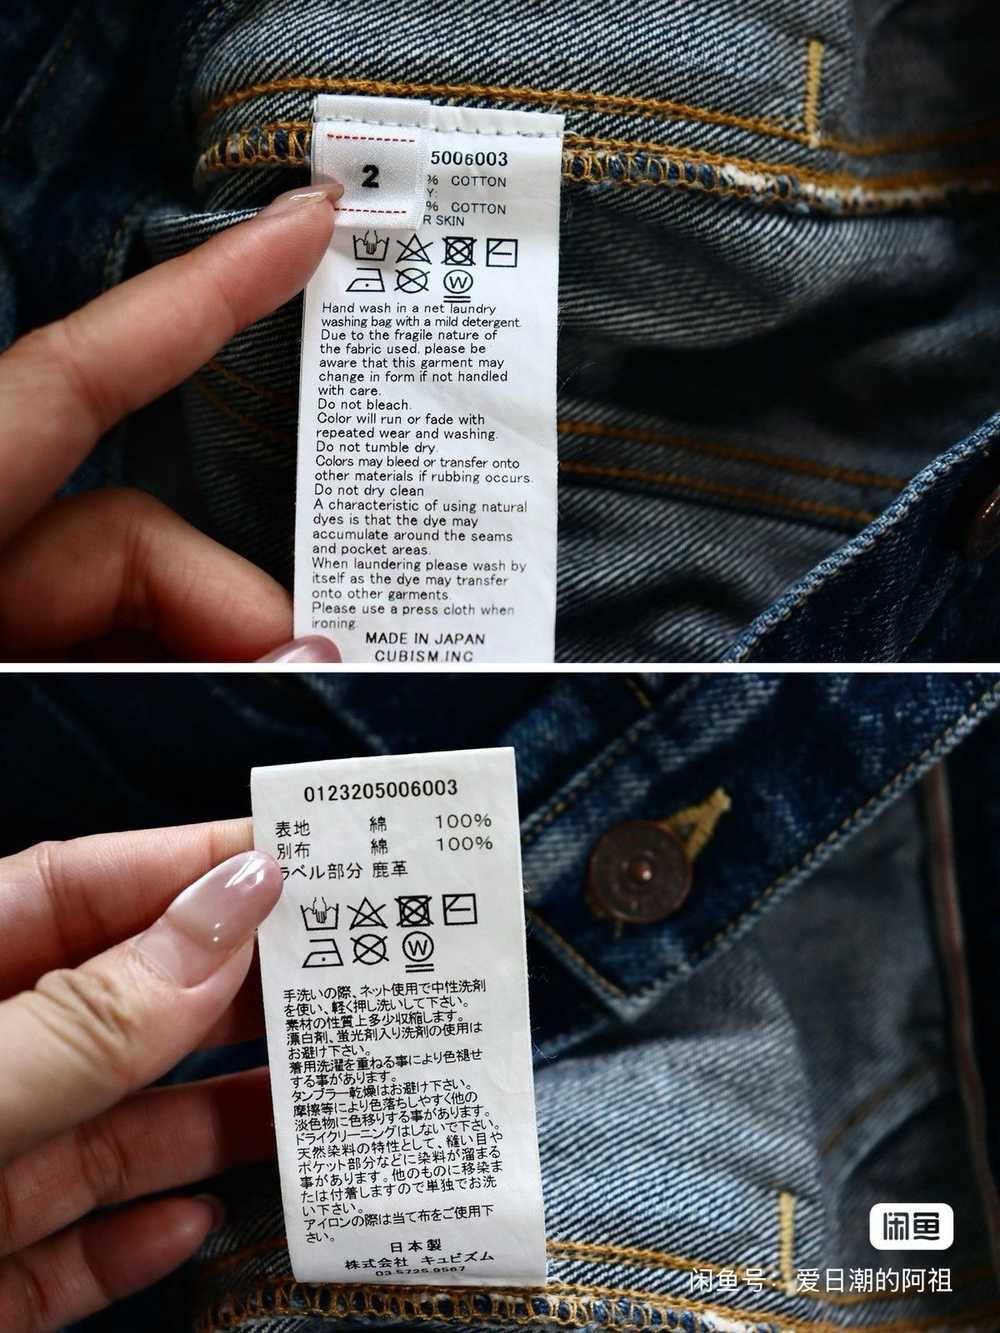 2
5006003
% COTTON
Y:
% COTTON
R SKIN
W
Hand wash in a net laundry
washing bag with a mild detergent.
Due to the fragile nature of
the fabric used, please be
aware that this garment may
change in form if not handled
with care.
Do not bleach.
Color will run or fade with
repeated wear and washing.
Do not tumble dry.
Colors may bleed or transfer onto
other materials if rubbing occurs.
Do not dry clean
A characteristic of using natural
dyes is that the dye may
accumulate around the seams
and pocket areas.
When laundering please wash by
itself as the dye may transfer
onto other garments.
Please use a press cloth when
ironing.
MADE IN JAPAN
CUBISM.INC
0123205006003
表地 綿 100%
別布 綿 100%
ラベル部分 鹿革
W
手洗いの際、ネット使用で中性洗剤
を使い、軽く押し洗いして下さい。
素材の性質上多少収縮します。
漂白剤、蛍光剤入り洗剤の使用は
お避け下さい。
着用洗濯を重ねる事により色褪せ
する事があります。
タンブラー乾燥はお避け下さい。
摩擦等により色落ちしやすく他の
淡色物に色移りする事があります。
ドライクリーニングはしないで下さい。
天然染料の特性として、縫い目や
ポケット部分などに染料が溜まる
事があります。他のものに移染ま
たは付着しますので単独でお洗
い下さい。
アイロンの際は当て布をご使用下
さい。
日本製
株式会社 キュビズム
03-5725-9567
闲鱼
闲鱼号：爱日潮的阿祖